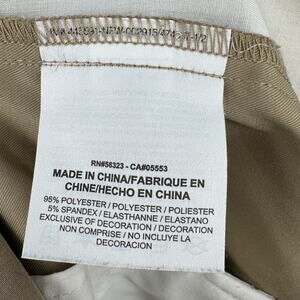 RN#56323 - CA#05553
MADE IN CHINA/FABRIQUE EN
CHINE/HECHO EN CHINA
95% POLYESTER / POLYESTER / POLIESTER
5% SPANDEX / ELASTHANNE / ELASTANO
EXCLUSIVE OF DECORATION / DECORATION
NON COMPRISE / NO INCLUYE LA
DECORACION